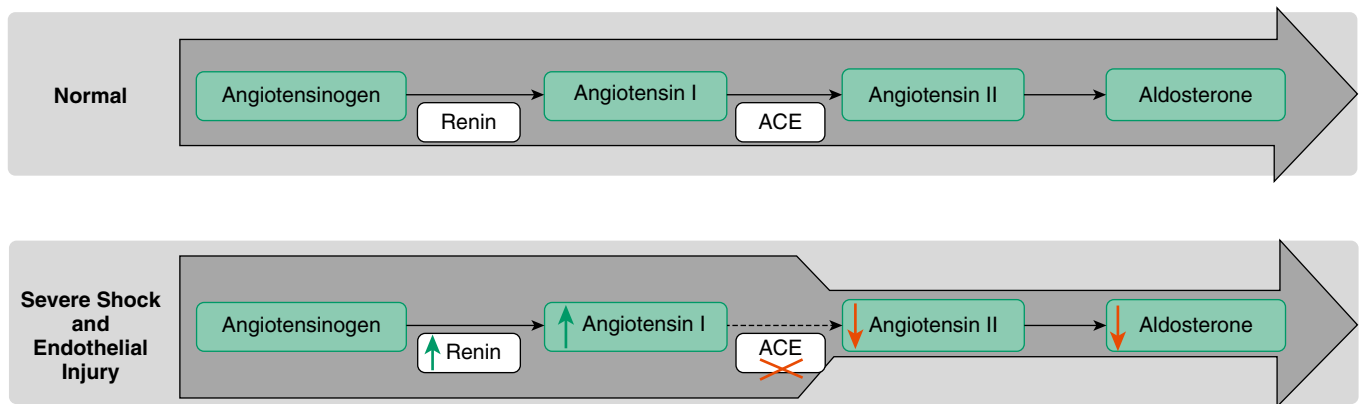 Normal
Angiotensinogen
Renin
Angiotensin I
ACE
Angiotensin II
Aldosterone
Severe Shock
and
Endothelial
Injury
Angiotensinogen
Renin
Angiotensin I
ACE
Angiotensin II
Aldosterone